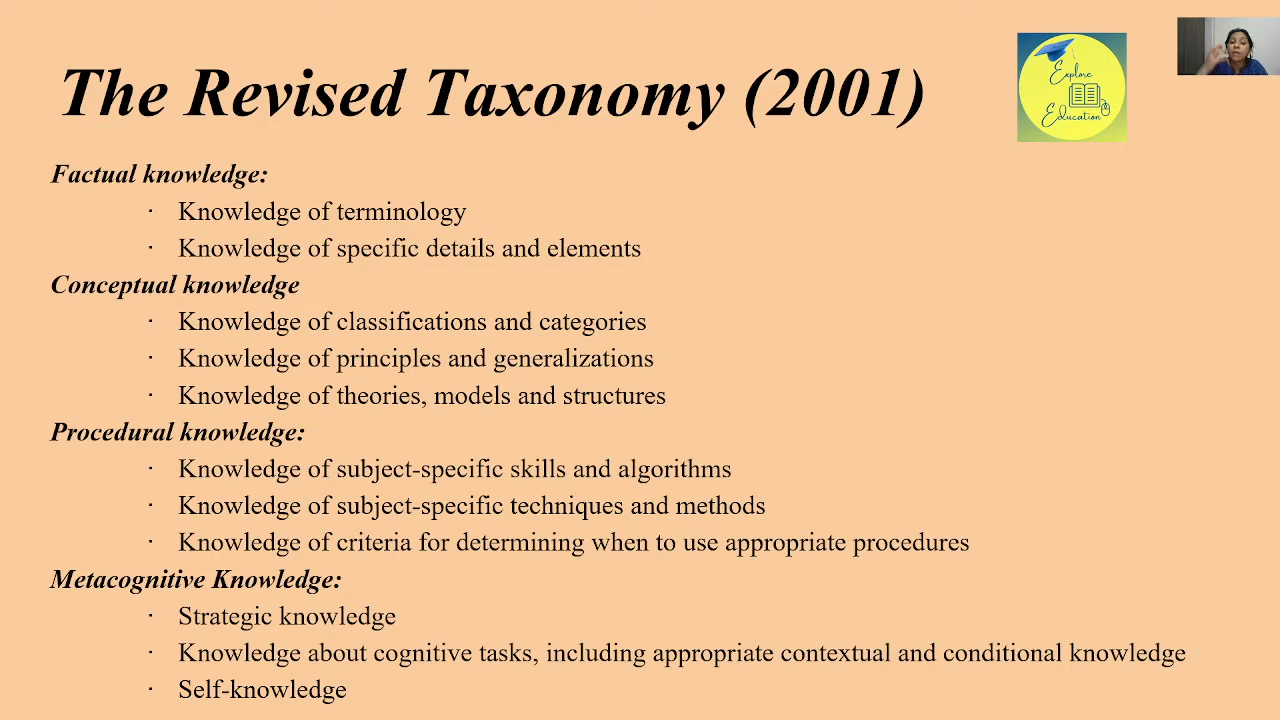 The Revised Taxonomy (2001)
Explore
Education
Factual knowledge:
· Knowledge of terminology
· Knowledge of specific details and elements
Conceptual knowledge
· Knowledge of classifications and categories
· Knowledge of principles and generalizations
· Knowledge of theories, models and structures
Procedural knowledge:
· Knowledge of subject-specific skills and algorithms
· Knowledge of subject-specific techniques and methods
· Knowledge of criteria for determining when to use appropriate procedures
Metacognitive Knowledge:
· Strategic knowledge
· Knowledge about cognitive tasks, including appropriate contextual and conditional knowledge
· Self-knowledge